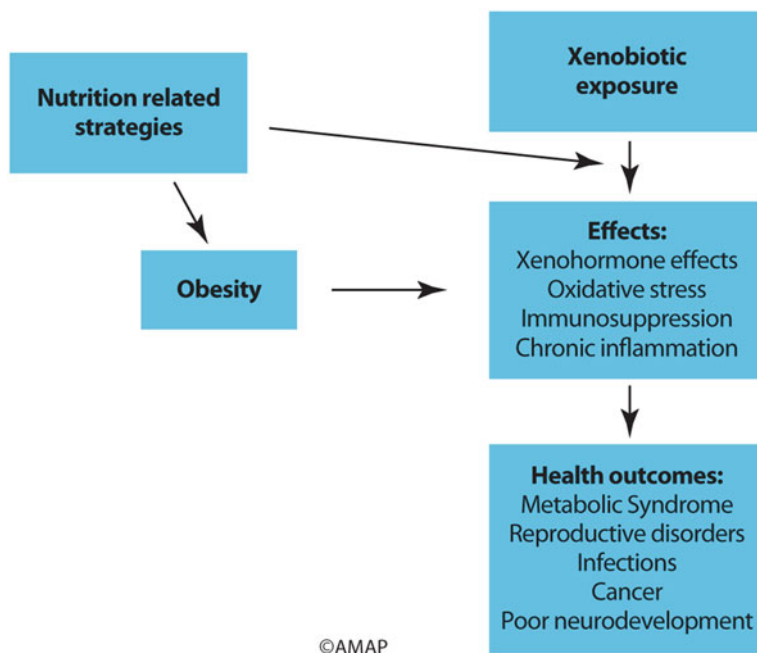 Nutrition related
strategies
Xenobiotic
exposure
Obesity
Effects:
Xenohormone effects
Oxidative stress
Immunosuppression
Chronic inflammation
Health outcomes:
Metabolic Syndrome
Reproductive disorders
Infections
Cancer
Poor neurodevelopment
©AMAP